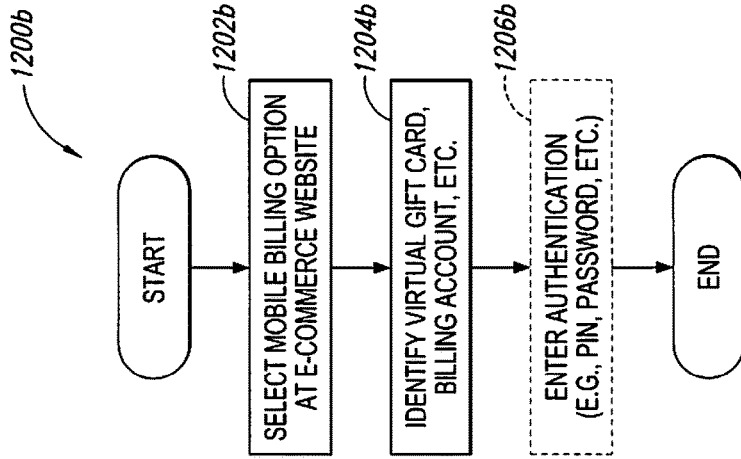 1200b
START
1202b
SELECT MOBILE BILLING OPTION
AT E-COMMERCE WEBSITE
1204b
IDENTIFY VIRTUAL GIFT CARD,
BILLING ACCOUNT, ETC.
1206b
ENTER AUTHENTICATION
(E.G., PIN, PASSWORD, ETC.)
END